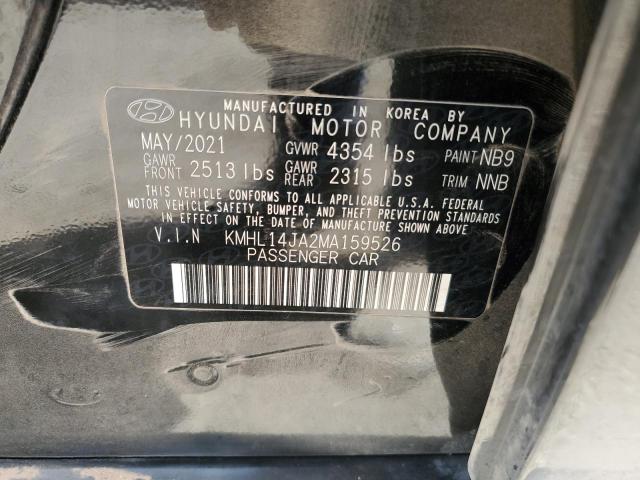 MANUFACTURED IN KOREA BY
HYUNDAI MOTOR COMPANY
MAY/2021 GVWR 4354 lbs PAINT NB9
GAWR FRONT 2513 lbs GAWR REAR 2315 lbs TRIM NNB
THIS VEHICLE CONFORMS TO ALL APPLICABLE U.S.A. FEDERAL
MOTOR VEHICLE SAFETY, BUMPER, AND THEFT PREVENTION STANDARDS
IN EFFECT ON THE DATE OF MANUFACTURE SHOWN ABOVE.
V.I.N KMHL14JA2MA159526
PASSENGER CAR